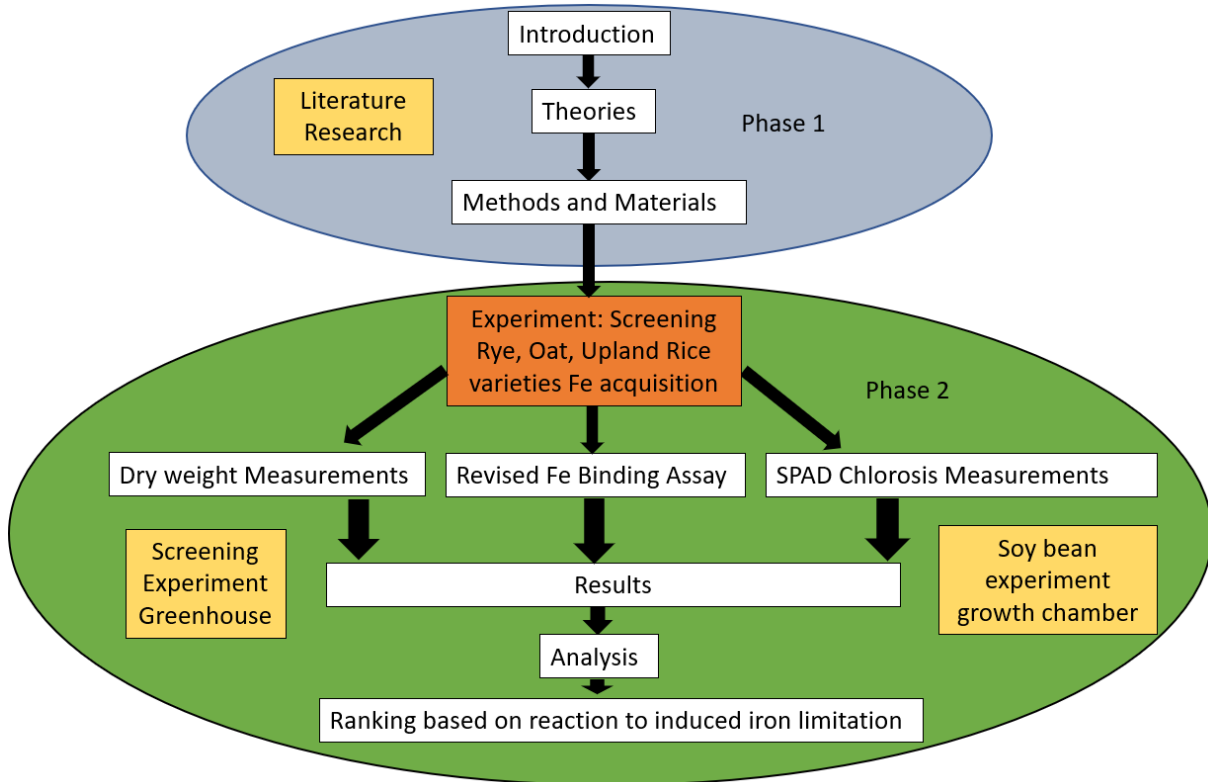 Introduction
Literature
Research
Theories
Phase 1
Methods and Materials
Experiment: Screening
Rye, Oat, Upland Rice
varieties Fe acquisition
Phase 2
Dry weight Measurements
Revised Fe Binding Assay
SPAD Chlorosis Measurements
Screening
Experiment
Greenhouse
Results
Soy bean
experiment
growth chamber
Analysis
Ranking based on reaction to induced iron limitation